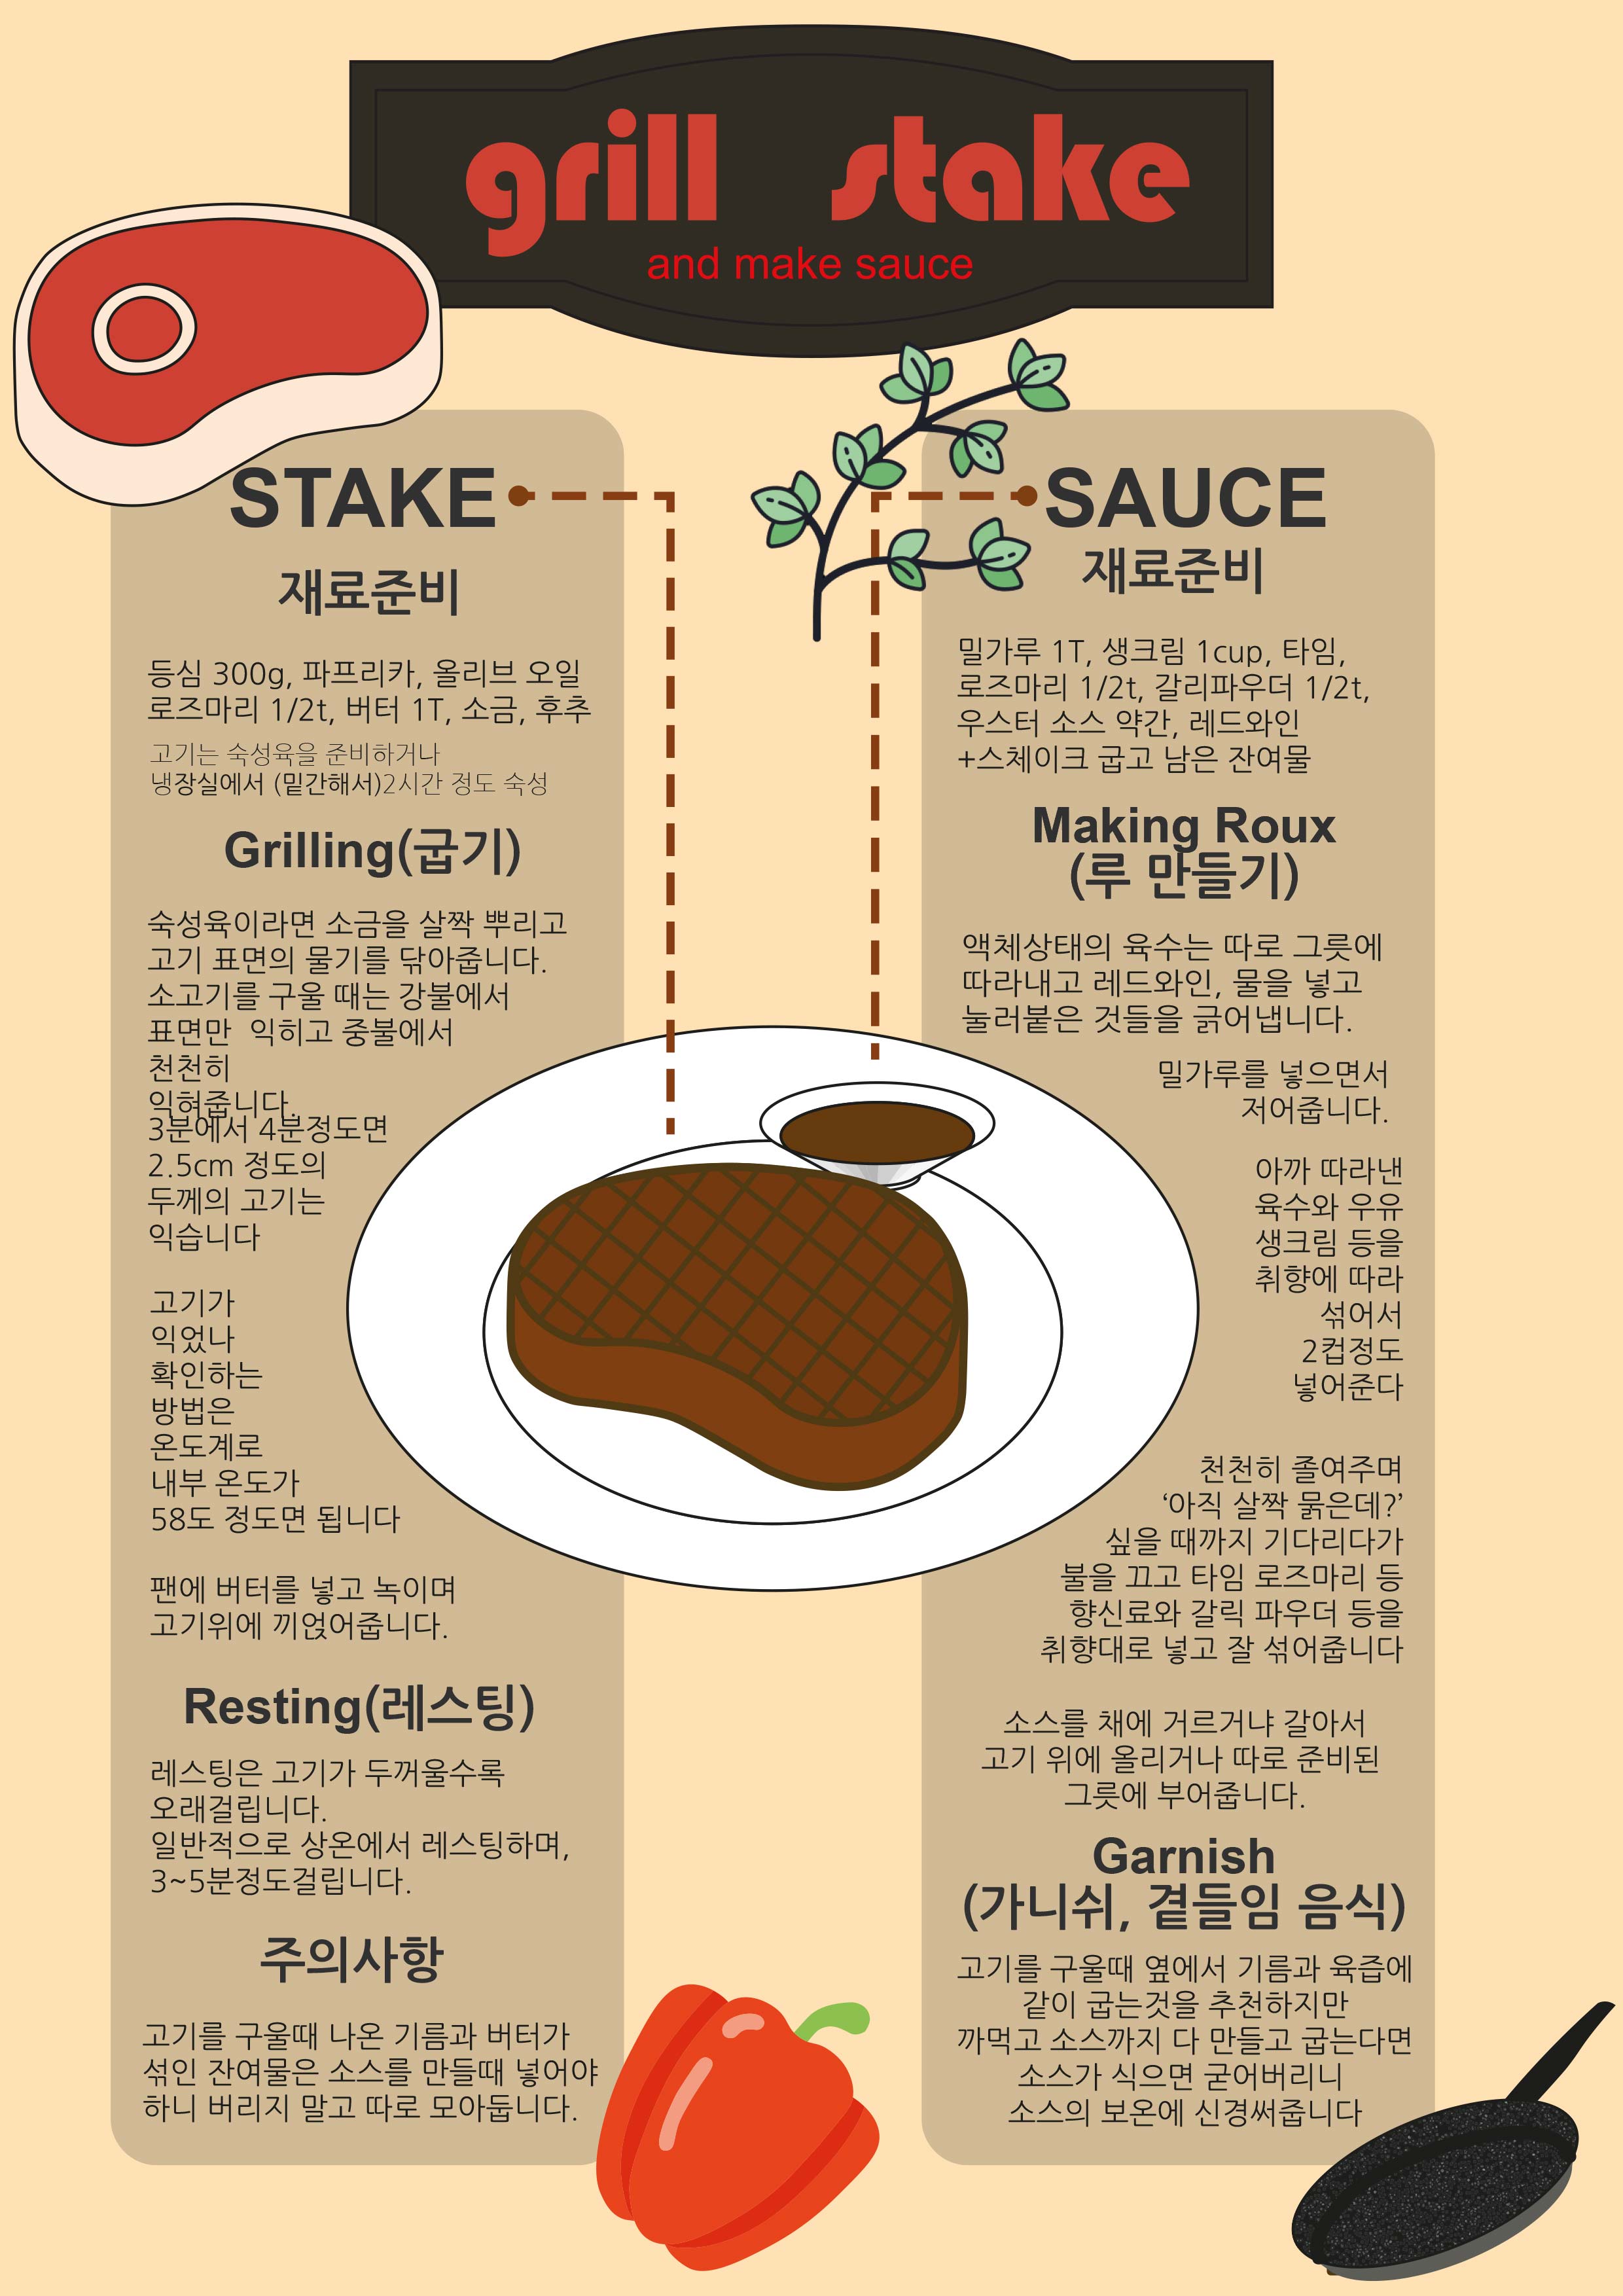 grill stake
and make sauce
STAKE
재료준비
등심 300g, 파프리카, 올리브 오일
로즈마리 1/2t, 버터 1T, 소금, 후추
고기는 숙성육을 준비하거나
냉장실에서 (밑간해서)2시간 정도 숙성
Grilling(굽기)
숙성육이라면 소금을 살짝 뿌리고
고기 표면의 물기를 닦아줍니다.
소고기를 구울 때는 강불에서
표면만 익히고 중불에서
천천히
익혀줍니다.
3분에서 4분정도면
2.5cm 정도의
두께의 고기는
익습니다
고기가
익었나
확인하는
방법은
온도계로
내부 온도가
58도 정도면 됩니다
팬에 버터를 넣고 녹이며
고기위에 끼얹어줍니다.
Resting(레스팅)
레스팅은 고기가 두꺼울수록
오래걸립니다.
일반적으로 상온에서 레스팅하며,
3~5분정도걸립니다.
주의사항
고기를 구울때 나온 기름과 버터가
섞인 잔여물은 소스를 만들때 넣어야
하니 버리지 말고 따로 모아둡니다.
SAUCE
재료준비
밀가루 1T, 생크림 1cup, 타임,
로즈마리 1/2t, 갈리파우더 1/2t,
우스터 소스 약간, 레드와인
+스체이크 굽고 남은 잔여물
Making Roux
(루 만들기)
액체상태의 육수는 따로 그릇에
따라내고 레드와인, 물을 넣고
눌러붙은 것들을 긁어냅니다.
밀가루를 넣으면서
저어줍니다.
아까 따라낸
육수와 우유
생크림 등을
취향에 따라
섞어서
2컵정도
넣어준다
천천히 졸여주며
‘아직 살짝 묽은데?’
싶을 때까지 기다리다가
불을 끄고 타임 로즈마리 등
향신료와 갈릭 파우더 등을
취향대로 넣고 잘 섞어줍니다
소스를 채에 거르거냐 갈아서
고기 위에 올리거나 따로 준비된
그릇에 부어줍니다.
Garnish
(가니쉬, 곁들임 음식)
고기를 구울때 옆에서 기름과 육즙에
같이 굽는것을 추천하지만
까먹고 소스까지 다 만들고 굽는다면
소스가 식으면 굳어버리니
소스의 보온에 신경써줍니다